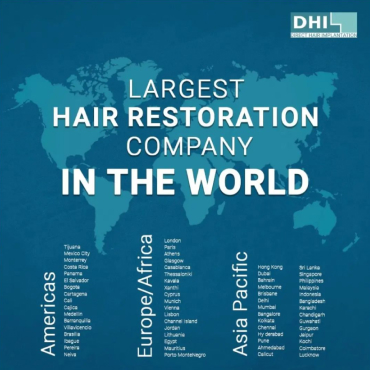 DHI
DIRECT HAIR IMPLANTATION
LARGEST
HAIR RESTORATION
COMPANY
IN THE WORLD
Americas
Tijuana
Mexico City
Monterrey
Costa Rica
Panama
El Salvador
Bogota
Cartagena
Cali
Cajica
Medellin
Barranquilla
Villavicencio
Brasilia
Ibague
Pereira
Neiva
Europe/Africa
London
Paris
Athens
Glasgow
Casablanca
Thessaloniki
Kavala
Xanthi
Cyprus
Munich
Vienna
Lisbon
Channel Island
Jordan
Lithuania
Egypt
Mauritius
Porto Montenegro
Asia Pacific
Hong Kong
Dubai
Bahrain
Melbourne
Brisbane
Delhi
Mumbai
Bangalore
Kolkata
Chennai
Hyderabad
Pune
Ahmedabad
Calicut
Sri Lanka
Singapore
Philippines
Malaysia
Indonesia
Bangladesh
Karachi
Chandigarh
Guwahati
Gurgaon
Jaipur
Kochi
Coimbatore
Lucknow